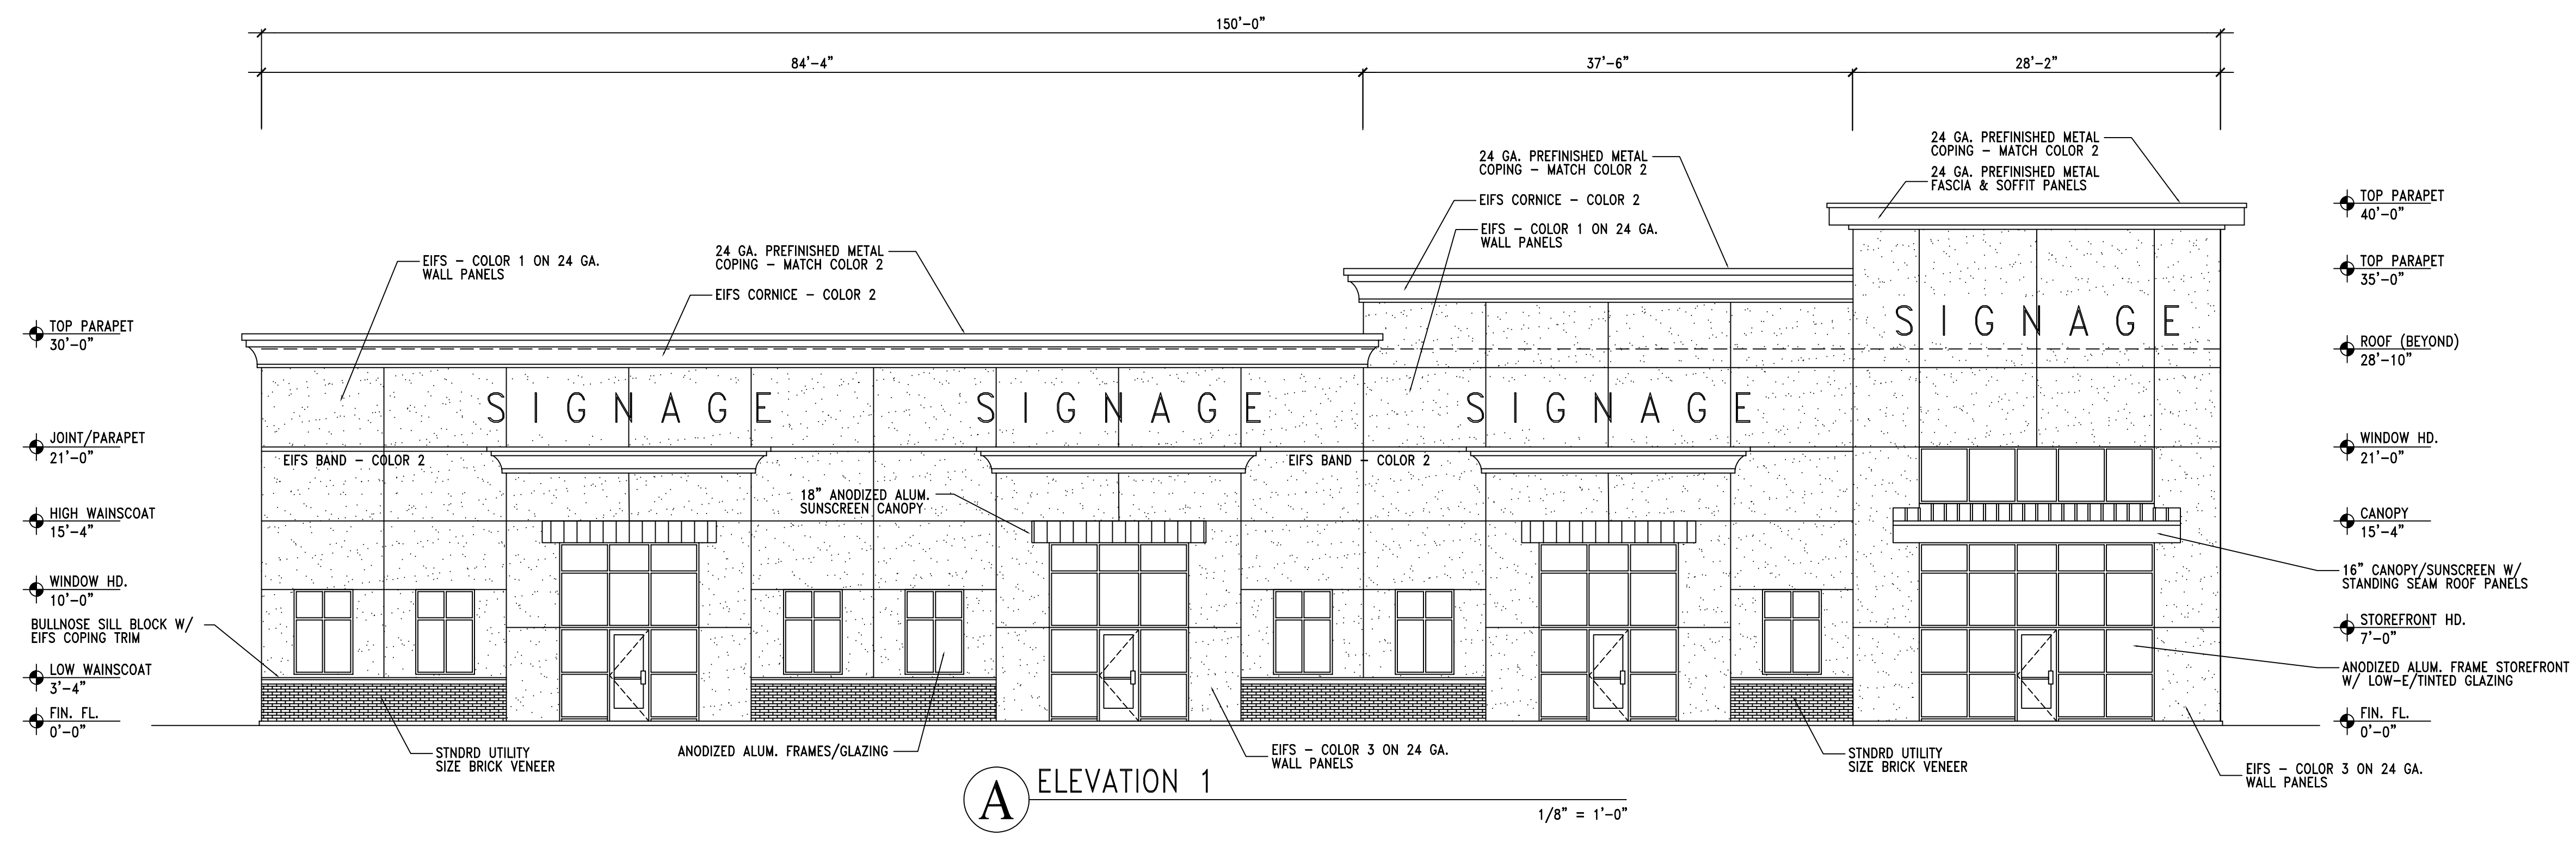 150'-0"
84'-4"
37'-6"
28'-2"
24 GA. PREFINISHED METAL
COPING - MATCH COLOR 2
24 GA. PREFINISHED METAL
FASCIA & SOFFIT PANELS
24 GA. PREFINISHED METAL
COPING - MATCH COLOR 2
EIFS CORNICE - COLOR 2
EIFS - COLOR 1 ON 24 GA.
WALL PANELS
24 GA. PREFINISHED METAL
COPING - MATCH COLOR 2
EIFS CORNICE - COLOR 2
EIFS - COLOR 1 ON 24 GA.
WALL PANELS
TOP PARAPET
30'-0"
JOINT/PARAPET
21'-0"
HIGH WAINSCOAT
15'-4"
WINDOW HD.
10'-0"
BULLNOSE SILL BLOCK W/
EIFS COPING TRIM
LOW WAINSCOAT
3'-4"
FIN. FL.
0'-0"
SIGNAGE
SIGNAGE
SIGNAGE
SIGNAGE
EIFS BAND - COLOR 2
EIFS BAND - COLOR 2
18" ANODIZED ALUM.
SUNSCREEN CANOPY
TOP PARAPET
40'-0"
TOP PARAPET
35'-0"
ROOF (BEYOND)
28'-10"
WINDOW HD.
21'-0"
CANOPY
15'-4"
16" CANOPY/SUNSCREEN W/
STANDING SEAM ROOF PANELS
STOREFRONT HD.
7'-0"
ANODIZED ALUM. FRAME STOREFRONT
W/ LOW-E/TINTED GLAZING
FIN. FL.
0'-0"
STNDRD UTILITY
SIZE BRICK VENEER
ANODIZED ALUM. FRAMES/GLAZING
EIFS - COLOR 3 ON 24 GA.
WALL PANELS
STNDRD UTILITY
SIZE BRICK VENEER
EIFS - COLOR 3 ON 24 GA.
WALL PANELS
A
ELEVATION 1
1/8" = 1'-0"